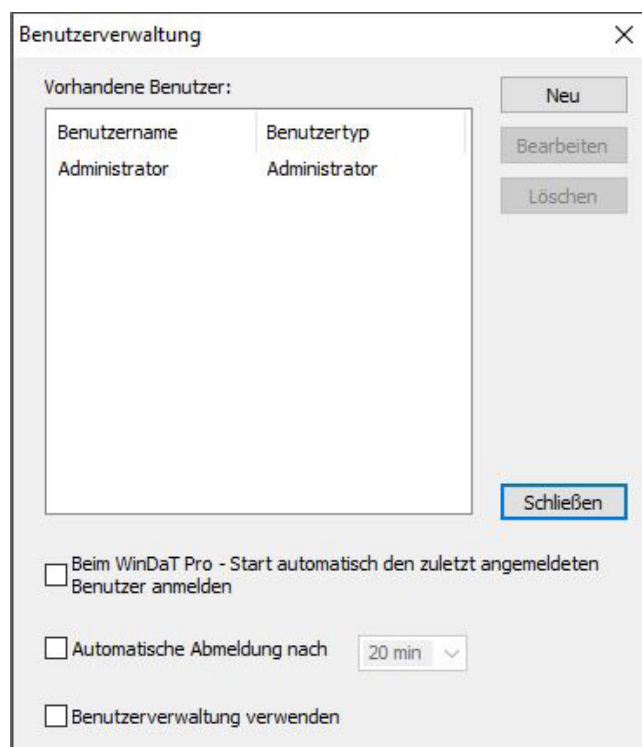 Benutzerverwaltung
Vorhandene Benutzer:
Neu
Benutzername Benutzertyp
Bearbeiten
Administrator Administrator
Löschen
Schließen
Beim WinDaT Pro - Start automatisch den zuletzt angemeldeten
Benutzer anmelden
Automatische Abmeldung nach 20 min
Benutzerverwaltung verwenden